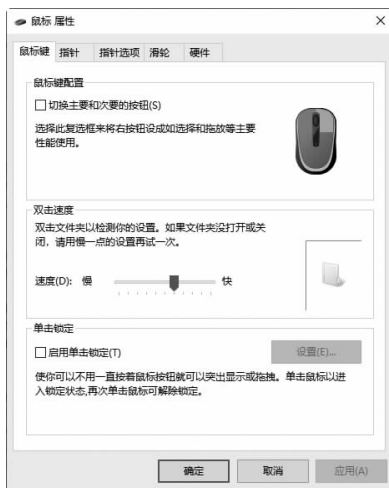 鼠标 属性
鼠标键 指针 指针选项 滑轮 硬件
鼠标键配置
切换主要和次要的按钮(S)
选择此复选框来将右按钮设成如选择和拖放等主要
性能使用。
双击速度
双击文件夹以检测你的设置。如果文件夹没打开或关
闭，请用慢一点的设置再试一次。
速度(D): 慢 快
单击锁定
启用单击锁定(T) 设置(E)...
使你可以不用一直按着鼠标按钮就可以突出显示或拖拽。单击鼠标以进
入锁定状态,再次单击鼠标可解除锁定。
确定 取消 应用(A)